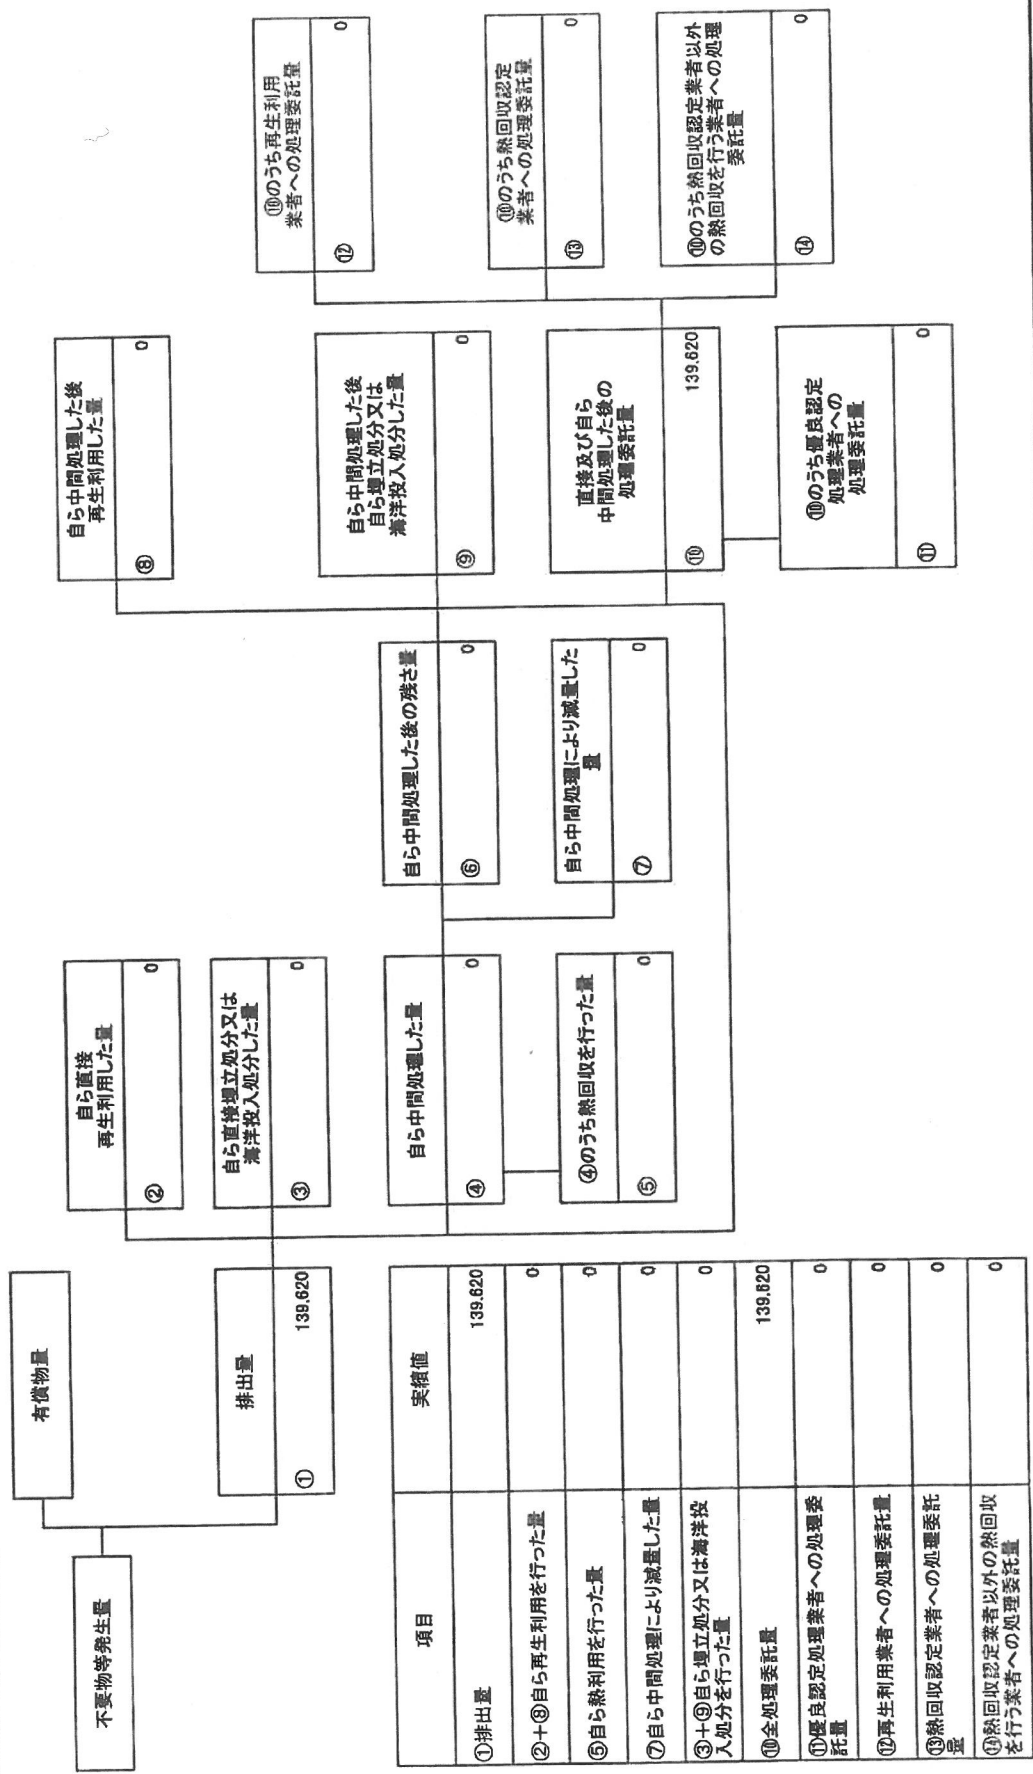 不要物等発生量
有償物量
排出量
①
139.620
自ら直接
再生利用した量
②
0
自ら直接埋立処分又は
海洋投入処分した量
③
0
自ら中間処理した量
④
0
④のうち熱回収を行った量
⑤
0
自ら中間処理した後の残さ量
⑥
0
自ら中間処理により減量した
量
⑦
0
自ら中間処理した後
再生利用した量
⑧
0
自ら中間処理した後
自ら埋立処分又は
海洋投入処分した量
⑨
0
直接及び自ら
中間処理した後の
処理委託量
⑩
139.620
⑩のうち優良認定
処理業者への
処理委託量
⑪
0
⑩のうち再生利用
業者への処理委託量
⑫
0
⑩のうち熱回収認定
業者への処理委託量
⑬
0
⑩のうち熱回収認定業者以外
の熱回収を行う業者への処理
委託量
⑭
0
項目 実績値
①排出量 139.620
②+⑧自ら再生利用を行った量 0
⑤自ら熱利用を行った量 0
⑦自ら中間処理により減量した量 0
③+⑨自ら埋立処分又は海洋投
入処分を行った量 0
⑩全処理委託量 139.620
⑪優良認定処理業者への処理委
託量 0
⑫再生利用業者への処理委託量 0
⑬熱回収認定業者への処理委託
量 0
⑭熱回収認定業者以外の熱回収
を行う業者への処理委託量 0